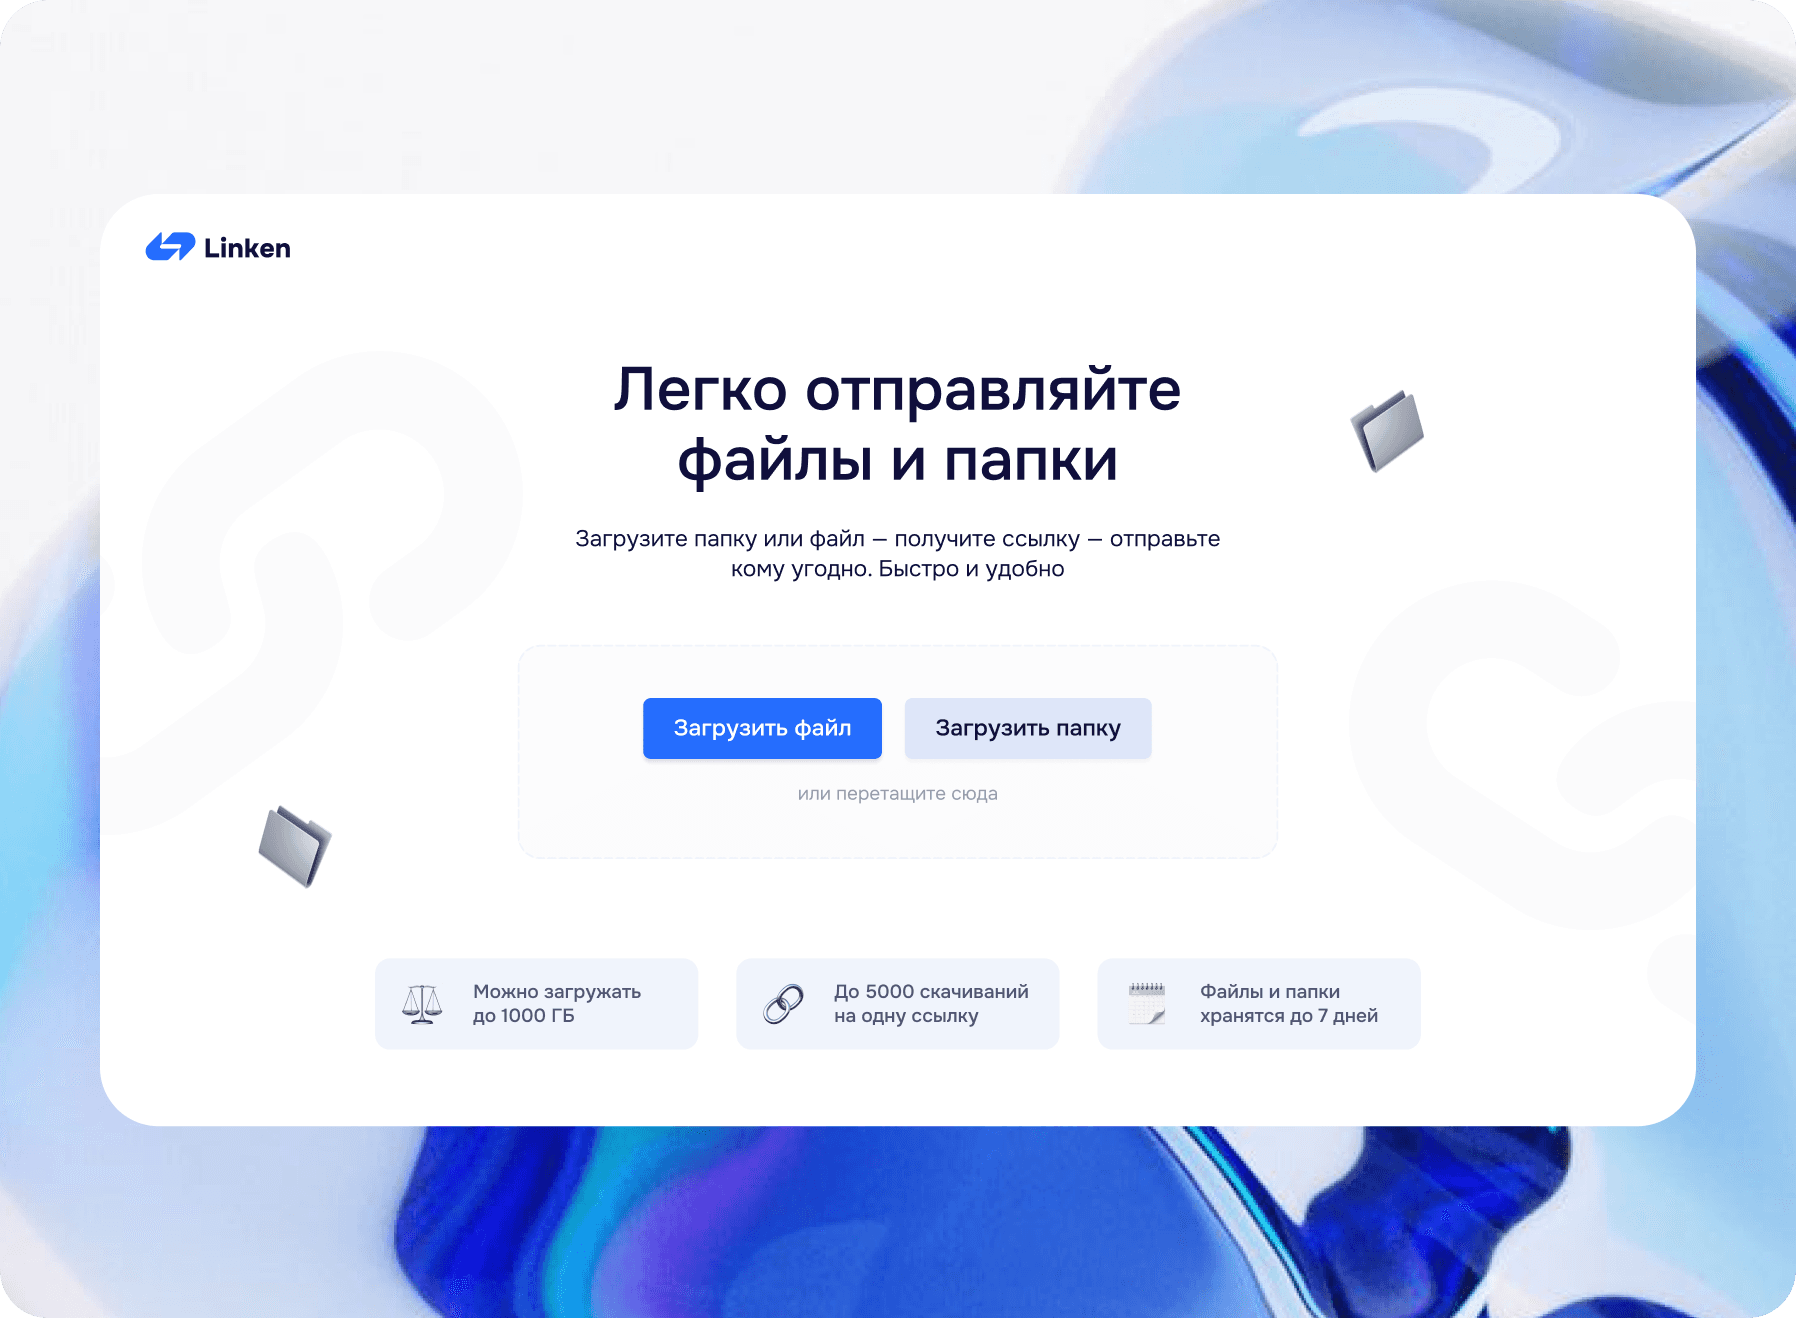 Linken
Легко отправляйте
файлы и папки
Загрузите папку или файл — получите ссылку — отправьте
кому угодно. Быстро и удобно
Загрузить файл
Загрузить папку
или перетащите сюда
Можно загружать
до 1000 ГБ
До 5000 скачиваний
на одну ссылку
Файлы и папки
хранятся до 7 дней